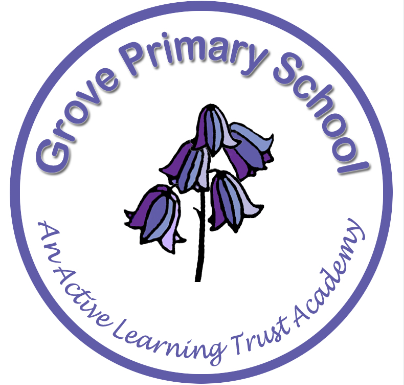 Grove Primary School
An Active Learning Trust Academy